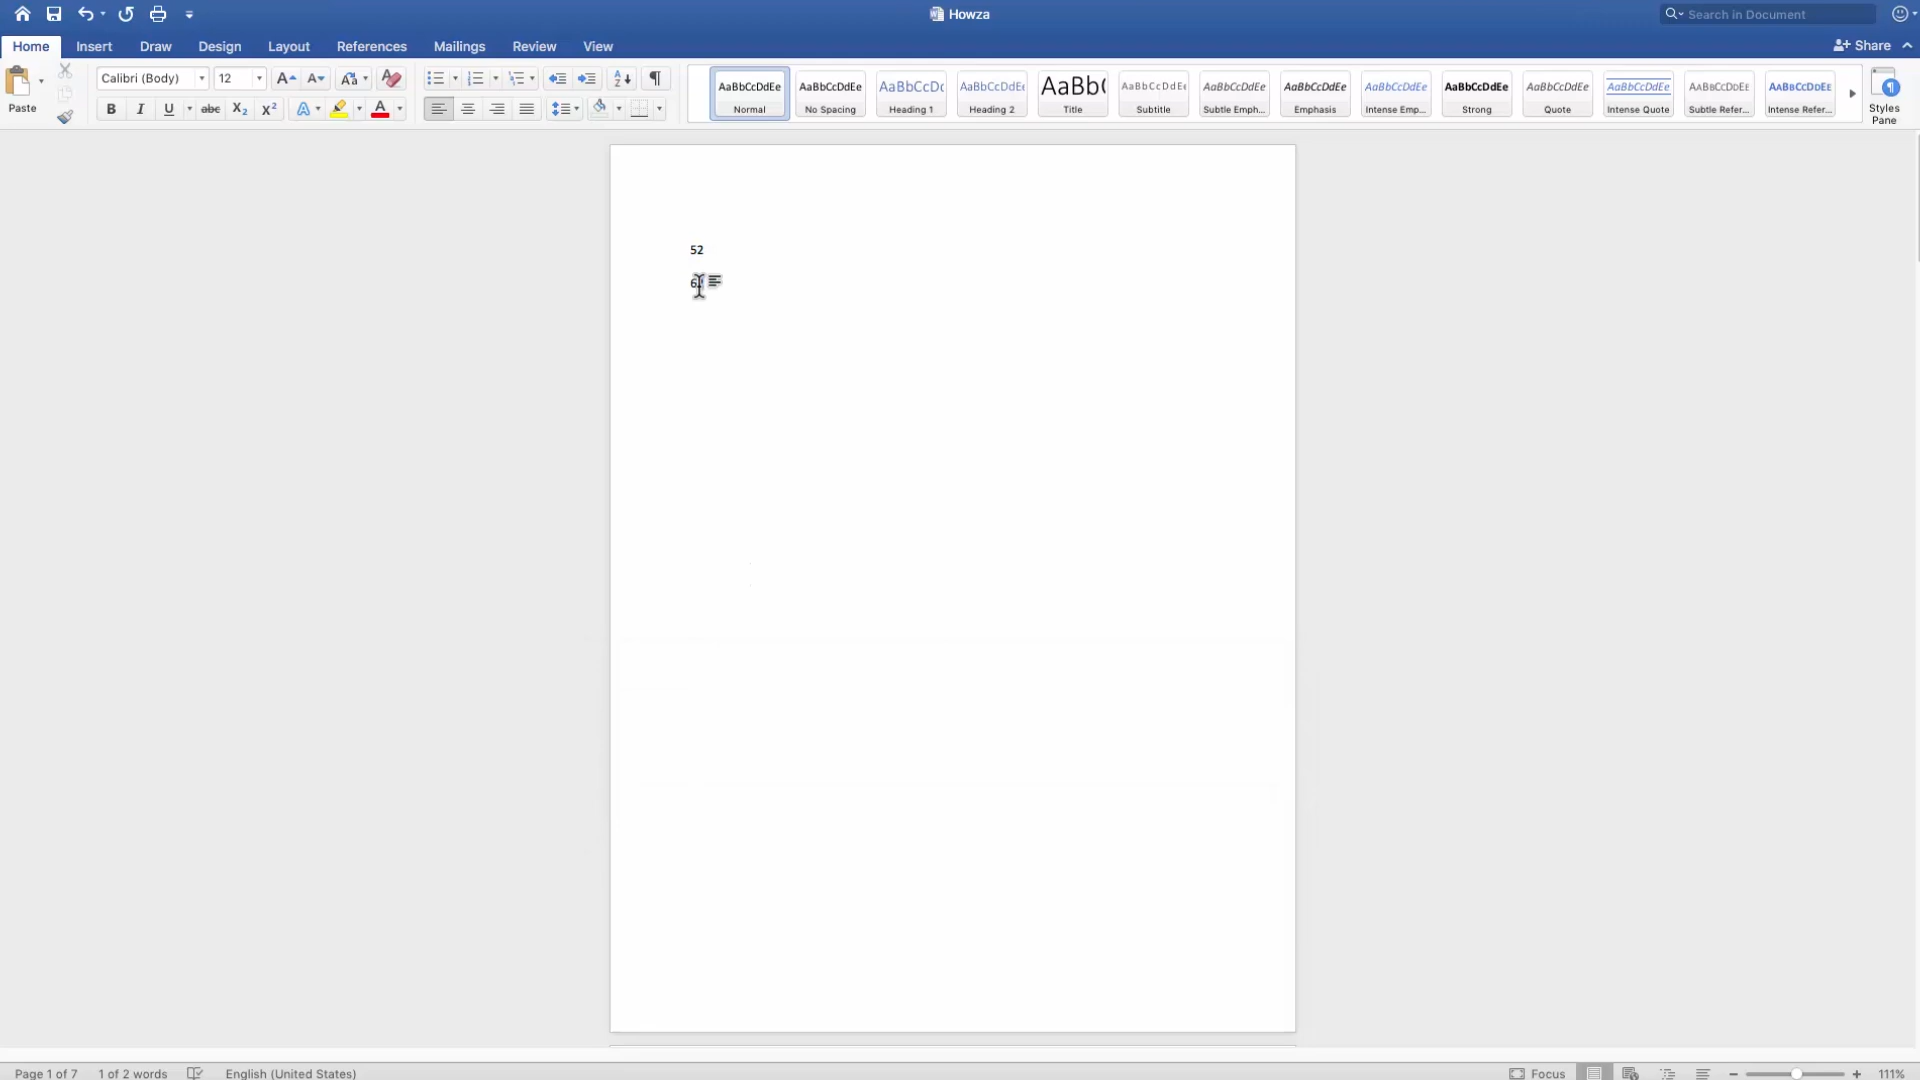 Howza
Search in Document
Home Insert Draw Design Layout References Mailings Review View
Share
Paste
Calibri (Body) 12
AaBbCcDdEe AaBbCcDdEe AaBbCcDc AaBbCcDdEe AaBb( AaBbCcDdEe AaBbCcDdEe AaBbCcDdEe AaBbCcDdEe AaBbCcDdEe AaBbCcDdEe AaBbCcDdEe AaBbCcDdEe AaBbCcDdEe
Normal No Spacing Heading 1 Heading 2 Title Subtitle Subtle Emph... Emphasis Intense Emp... Strong Quote Intense Quote Subtle Refer... Intense Refer...
Styles
Pane
B I U abc X2 X2 A A
52
Page 1 of 7 1 of 2 words English (United States) Focus 111%